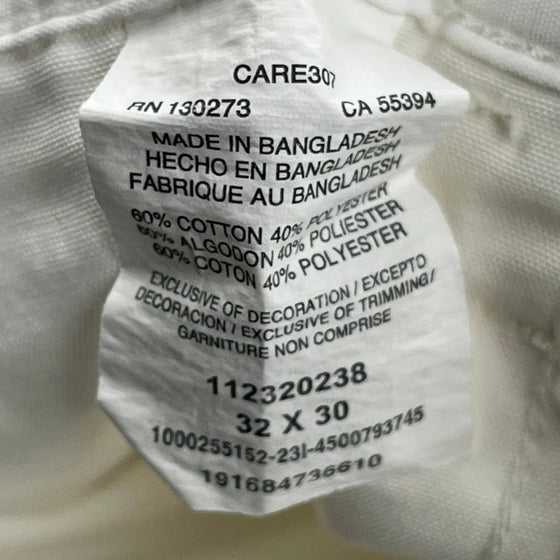 CARE307
RN 130273 CA 55394
MADE IN BANGLADESH
HECHO EN BANGLADESH
FABRIQUE AU BANGLADESH
60% COTTON 40% POLYESTER
60% ALGODON 40% POLIESTER
60% COTON 40% POLYESTER
EXCLUSIVE OF DECORATION / EXCEPTO
DECORACION / EXCLUSIVE OF TRIMMING/
GARNITURE NON COMPRISE
112320238
32 X 30
1000255152-23I-4500793745
191684736610